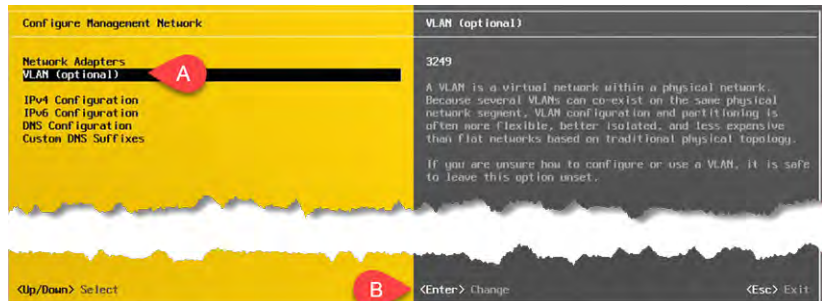 Configure Management Network
Network Adapters
VLAN (optional)
A
IPv4 Configuration
IPv6 Configuration
DNS Configuration
Custom DNS Suffixes
<Up/Down> Select
VLAN (optional)
3249
A VLAN is a virtual network within a physical network.
Because several VLANs can co-exist on the same physical
network segment, VLAN configuration and partitioning is
often more flexible, better isolated, and less expensive
than flat networks based on traditional physical topology.
If you are unsure how to configure or use a VLAN, it is safe
to leave this option unset.
B
<Enter> Change
<Esc> Exit